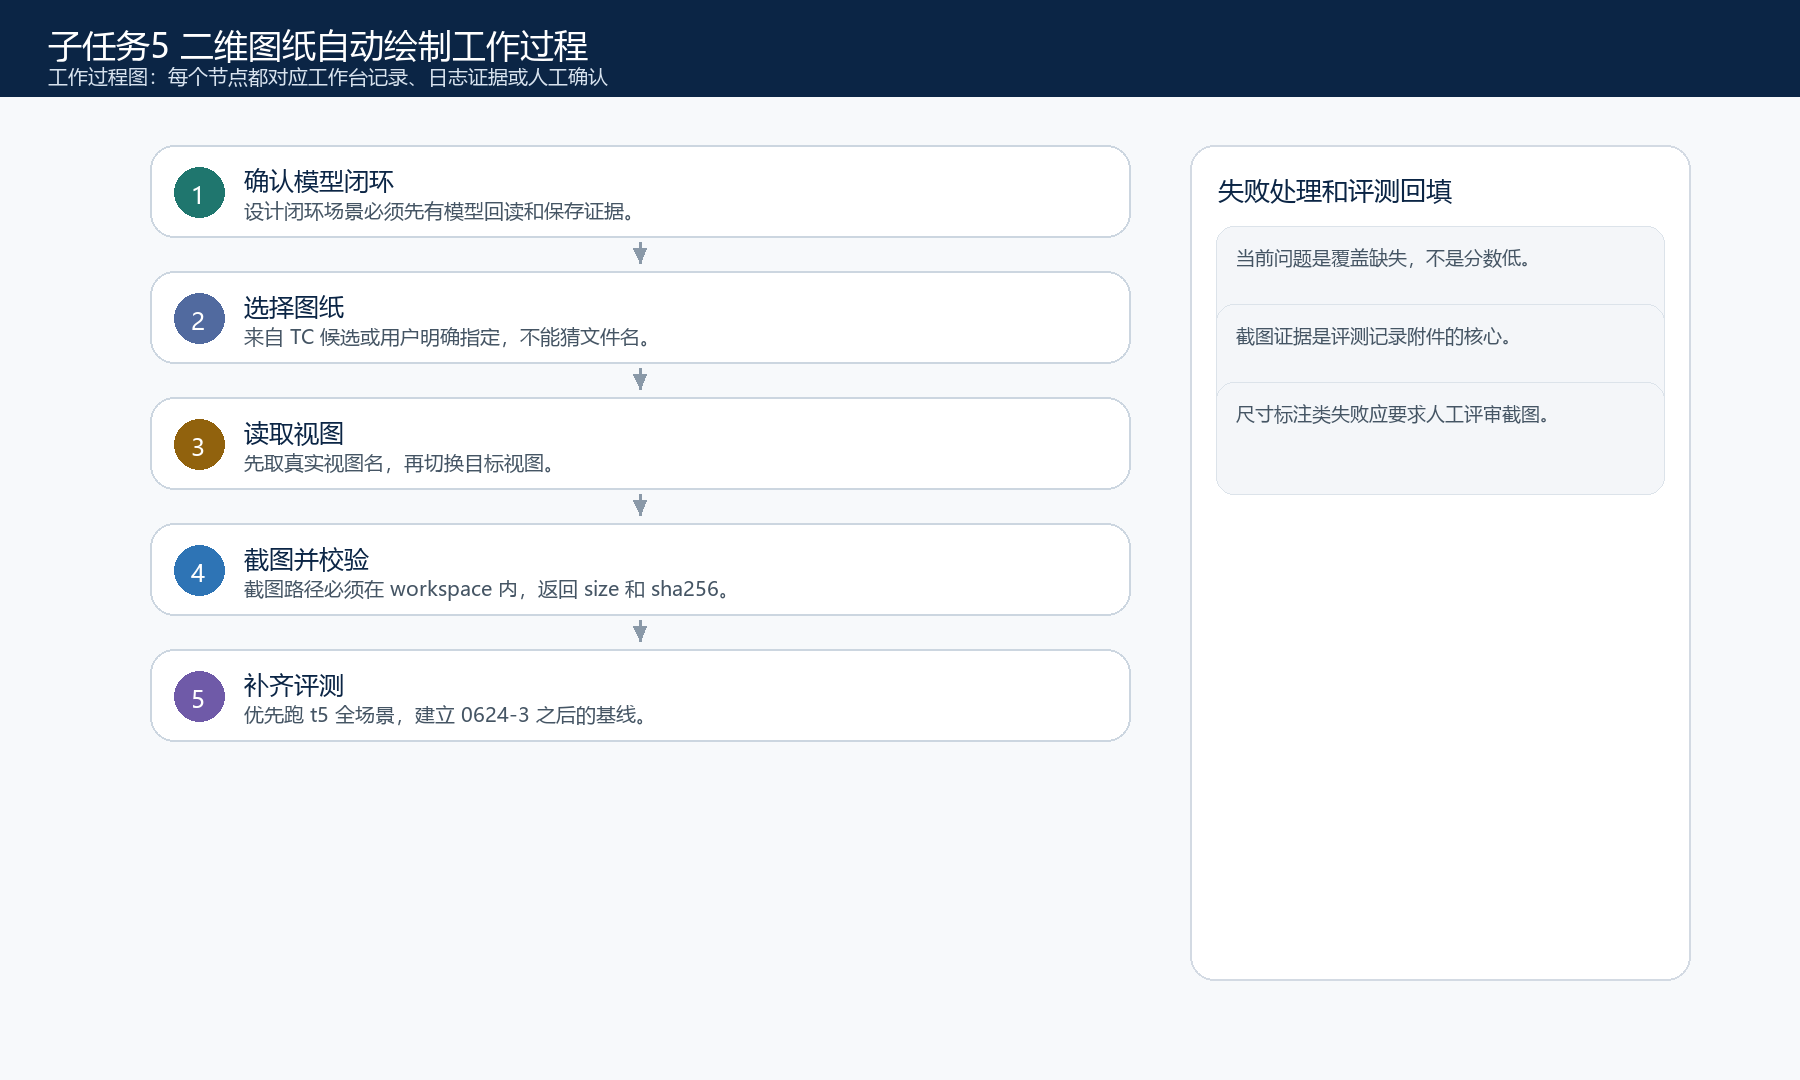 子任务5 二维图纸自动绘制工作过程
工作过程图：每个节点都对应工作台记录、日志证据或人工确认
1
确认模型闭环
设计闭环场景必须先有模型回读和保存证据。
2
选择图纸
来自 TC 候选或用户明确指定，不能猜文件名。
3
读取视图
先取真实视图名，再切换目标视图。
4
截图并校验
截图路径必须在 workspace 内，返回 size 和 sha256。
5
补齐评测
优先跑 t5 全场景，建立 0624-3 之后的基线。
失败处理和评测回填
当前问题是覆盖缺失，不是分数低。
截图证据是评测记录附件的核心。
尺寸标注类失败应要求人工评审截图。